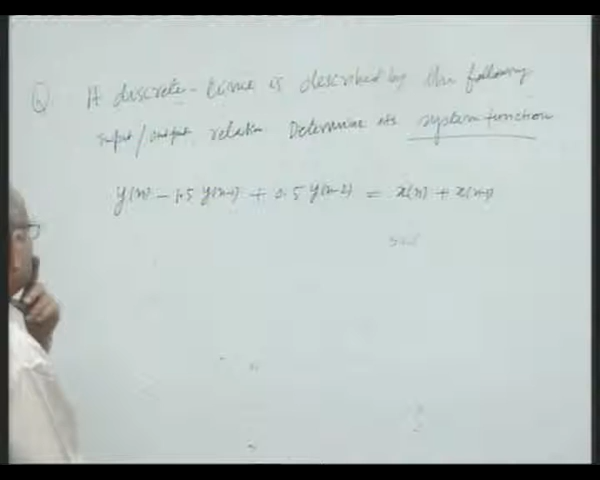 Q A discrete-time is described by the following
input/output relation Determine its system function
y(n) - 1.5 y(n-1) + 0.5 y(n-2) = x(n) + x(n-1)